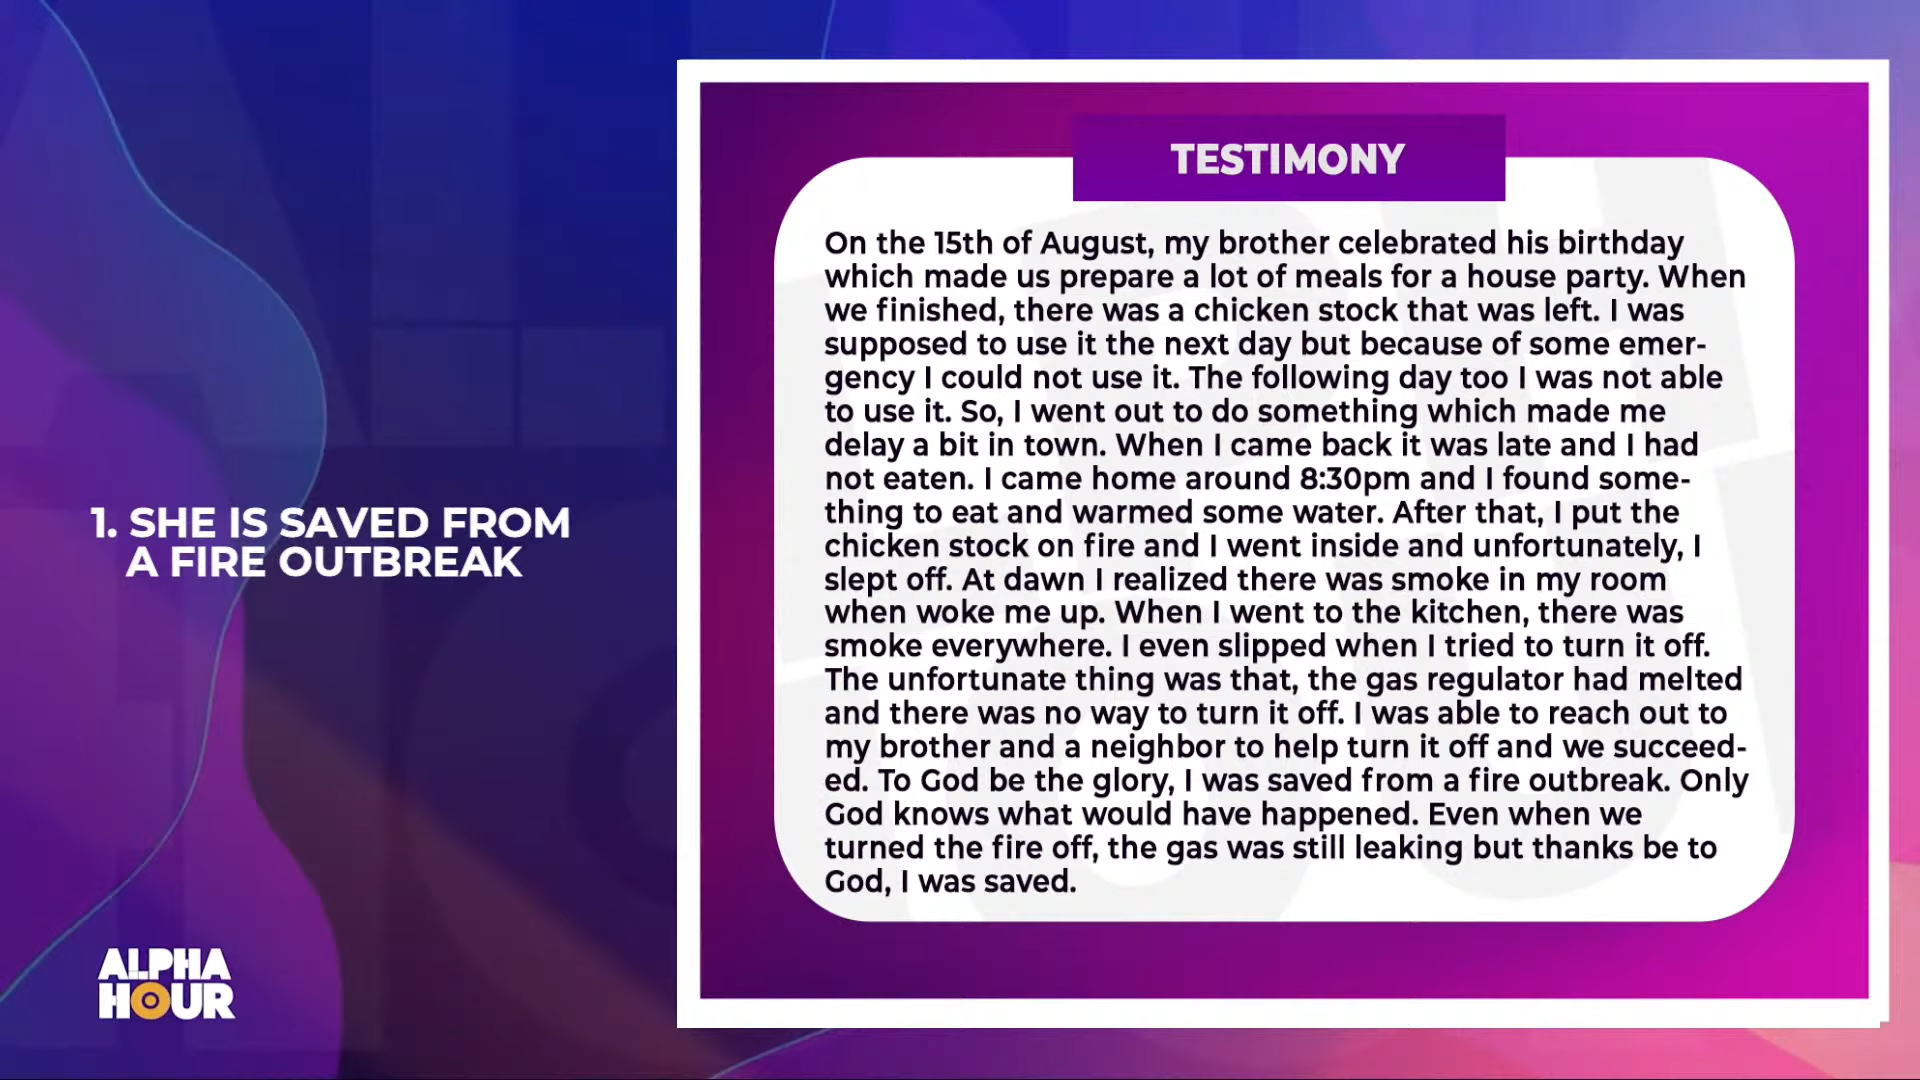 1. SHE IS SAVED FROM
A FIRE OUTBREAK
ALPHA
HOUR
TESTIMONY
On the 15th of August, my brother celebrated his birthday
which made us prepare a lot of meals for a house party. When
we finished, there was a chicken stock that was left. I was
supposed to use it the next day but because of some emer-
gency I could not use it. The following day too I was not able
to use it. So, I went out to do something which made me
delay a bit in town. When I came back it was late and I had
not eaten. I came home around 8:30pm and I found some-
thing to eat and warmed some water. After that, I put the
chicken stock on fire and I went inside and unfortunately, I
slept off. At dawn I realized there was smoke in my room
when woke me up. When I went to the kitchen, there was
smoke everywhere. I even slipped when I tried to turn it off.
The unfortunate thing was that, the gas regulator had melted
and there was no way to turn it off. I was able to reach out to
my brother and a neighbor to help turn it off and we succeed-
ed. To God be the glory, I was saved from a fire outbreak. Only
God knows what would have happened. Even when we
turned the fire off, the gas was still leaking but thanks be to
God, I was saved.